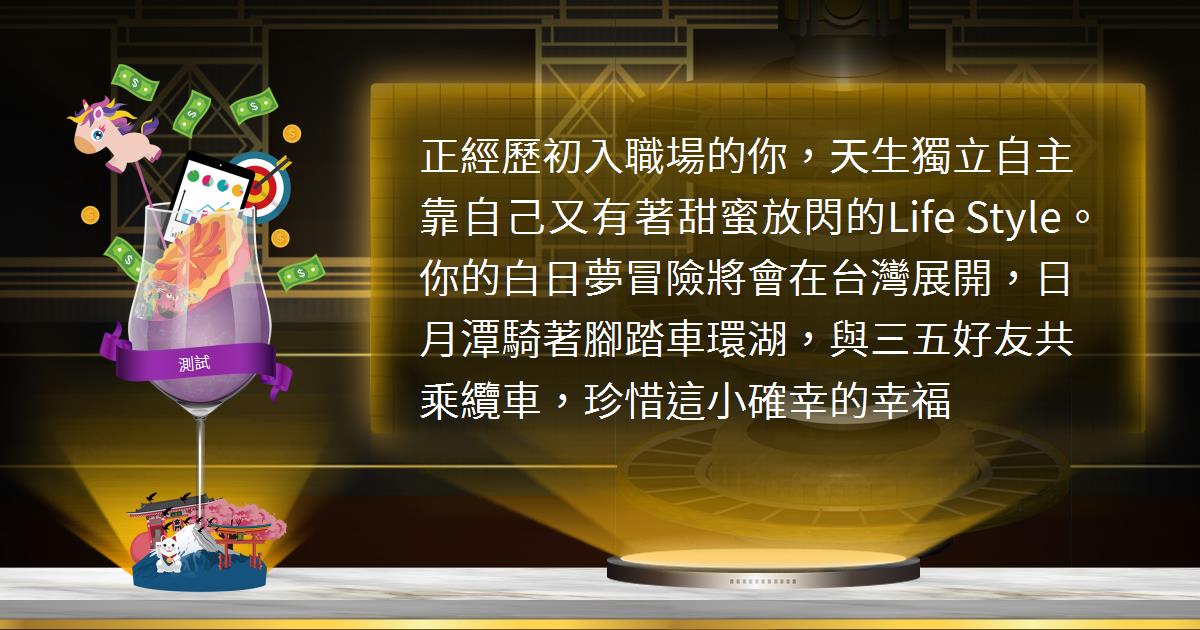 正經歷初入職場的你，天生獨立自主
靠自己又有著甜蜜放閃的Life Style。
你的白日夢冒險將會在台灣展開，日
月潭騎著腳踏車環湖，與三五好友共
乘纜車，珍惜這小確幸的幸福
測試